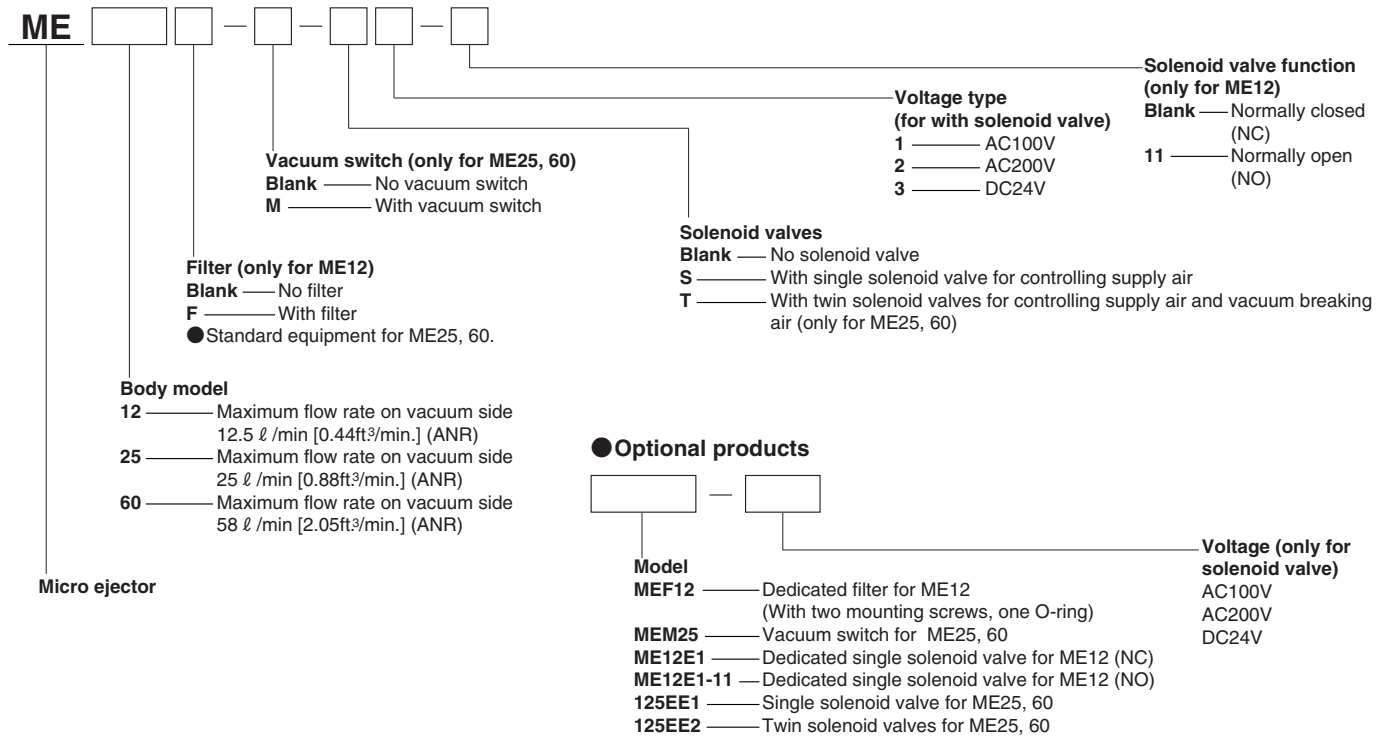 ME — — —
Solenoid valve function
(only for ME12)
Blank — Normally closed
(NC)
11 — Normally open
(NO)
Voltage type
(for with solenoid valve)
1 — AC100V
2 — AC200V
3 — DC24V
Vacuum switch (only for ME25, 60)
Blank — No vacuum switch
M — With vacuum switch
Solenoid valves
Blank — No solenoid valve
S — With single solenoid valve for controlling supply air
T — With twin solenoid valves for controlling supply air and vacuum breaking
air (only for ME25, 60)
Filter (only for ME12)
Blank — No filter
F — With filter
●Standard equipment for ME25, 60.
Body model
12 — Maximum flow rate on vacuum side
12.5 ℓ /min [0.44ft.³/min.] (ANR)
25 — Maximum flow rate on vacuum side
25 ℓ /min [0.88ft.³/min.] (ANR)
60 — Maximum flow rate on vacuum side
58 ℓ /min [2.05ft.³/min.] (ANR)
Micro ejector
●Optional products
—
Model
MEF12 — Dedicated filter for ME12
(With two mounting screws, one O-ring)
MEM25 — Vacuum switch for ME25, 60
ME12E1 — Dedicated single solenoid valve for ME12 (NC)
ME12E1-11 — Dedicated single solenoid valve for ME12 (NO)
125EE1 — Single solenoid valve for ME25, 60
125EE2 — Twin solenoid valves for ME25, 60
Voltage (only for
solenoid valve)
AC100V
AC200V
DC24V